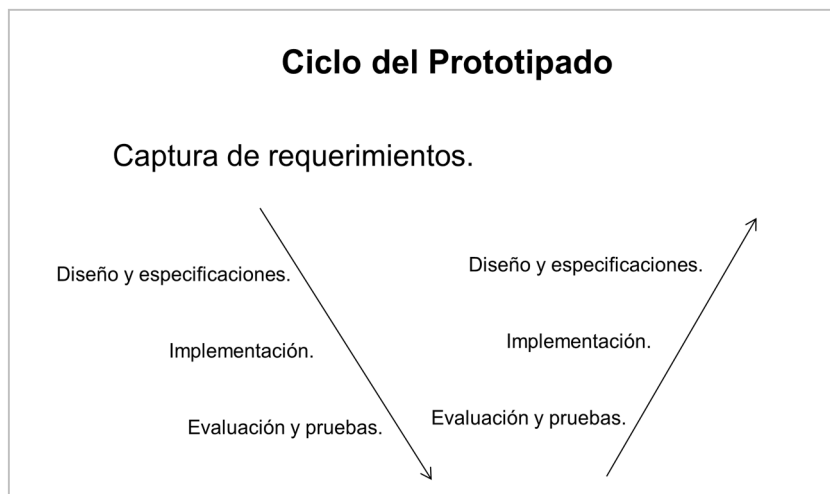 Ciclo del Prototipado
Captura de requerimientos.
Diseño y especificaciones.
Implementación.
Evaluación y pruebas.
Diseño y especificaciones.
Implementación.
Evaluación y pruebas.